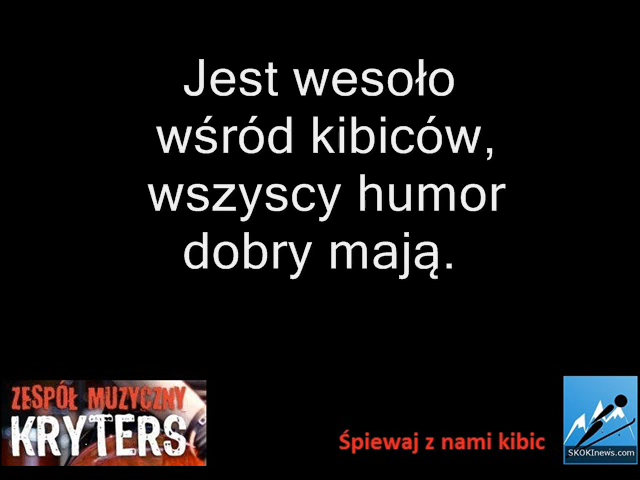 Jest wesoło
wśród kibiców,
wszyscy humor
dobry mają.
ZESPÓŁ MUZYCZNY
KRYTERS
Śpiewaj z nami kibic
SKOKInews.com